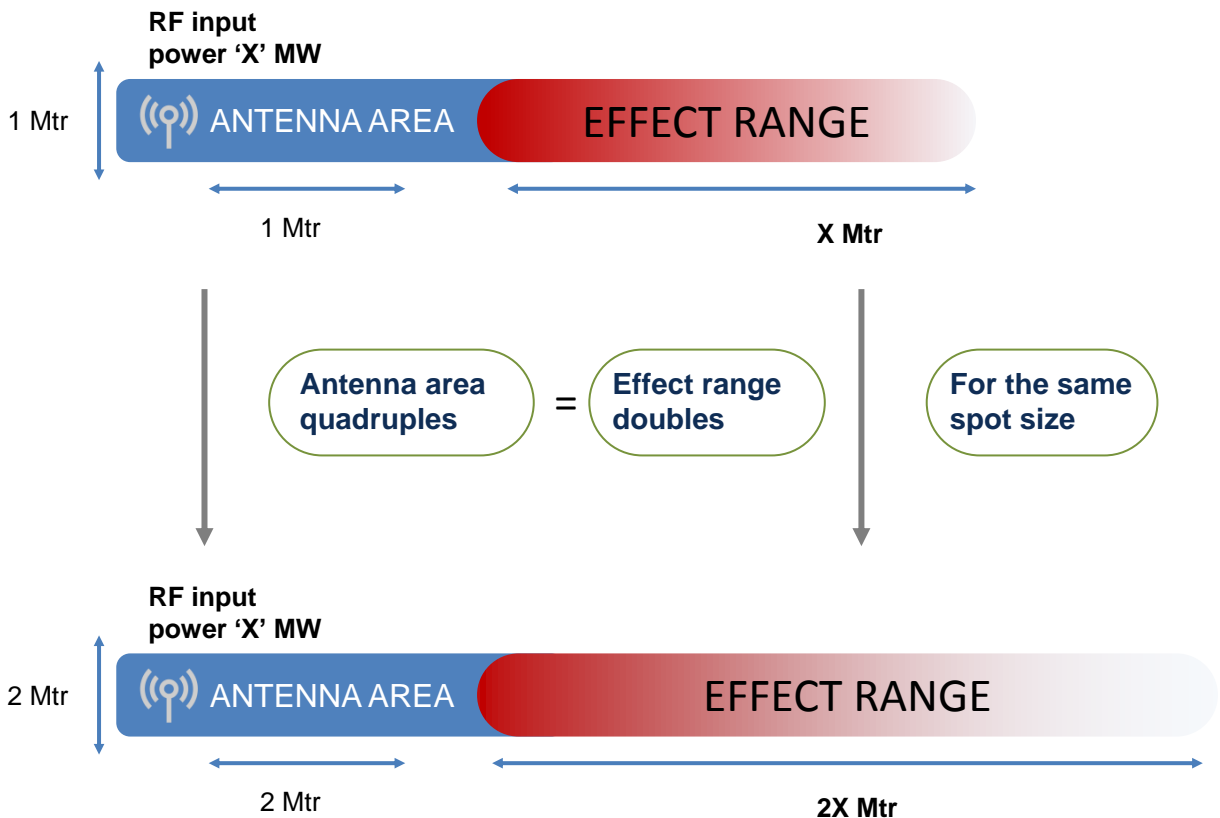 RF input
power ‘X’ MW
1 Mtr
ANTENNA AREA
EFFECT RANGE
1 Mtr
X Mtr
Antenna area
quadruples
=
Effect range
doubles
For the same
spot size
RF input
power ‘X’ MW
2 Mtr
ANTENNA AREA
EFFECT RANGE
2 Mtr
2X Mtr